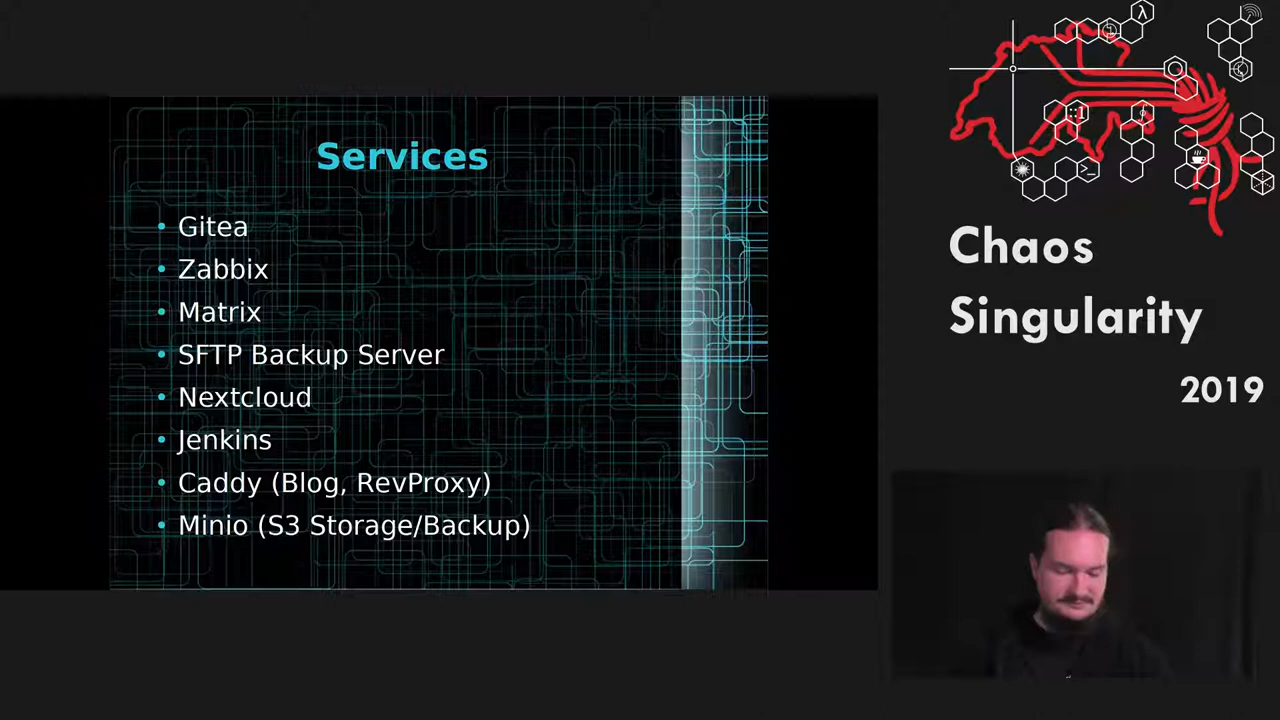 Services
Gitea
Zabbix
Matrix
SFTP Backup Server
Nextcloud
Jenkins
Caddy (Blog, RevProxy)
Minio (S3 Storage/Backup)
Chaos
Singularity
2019